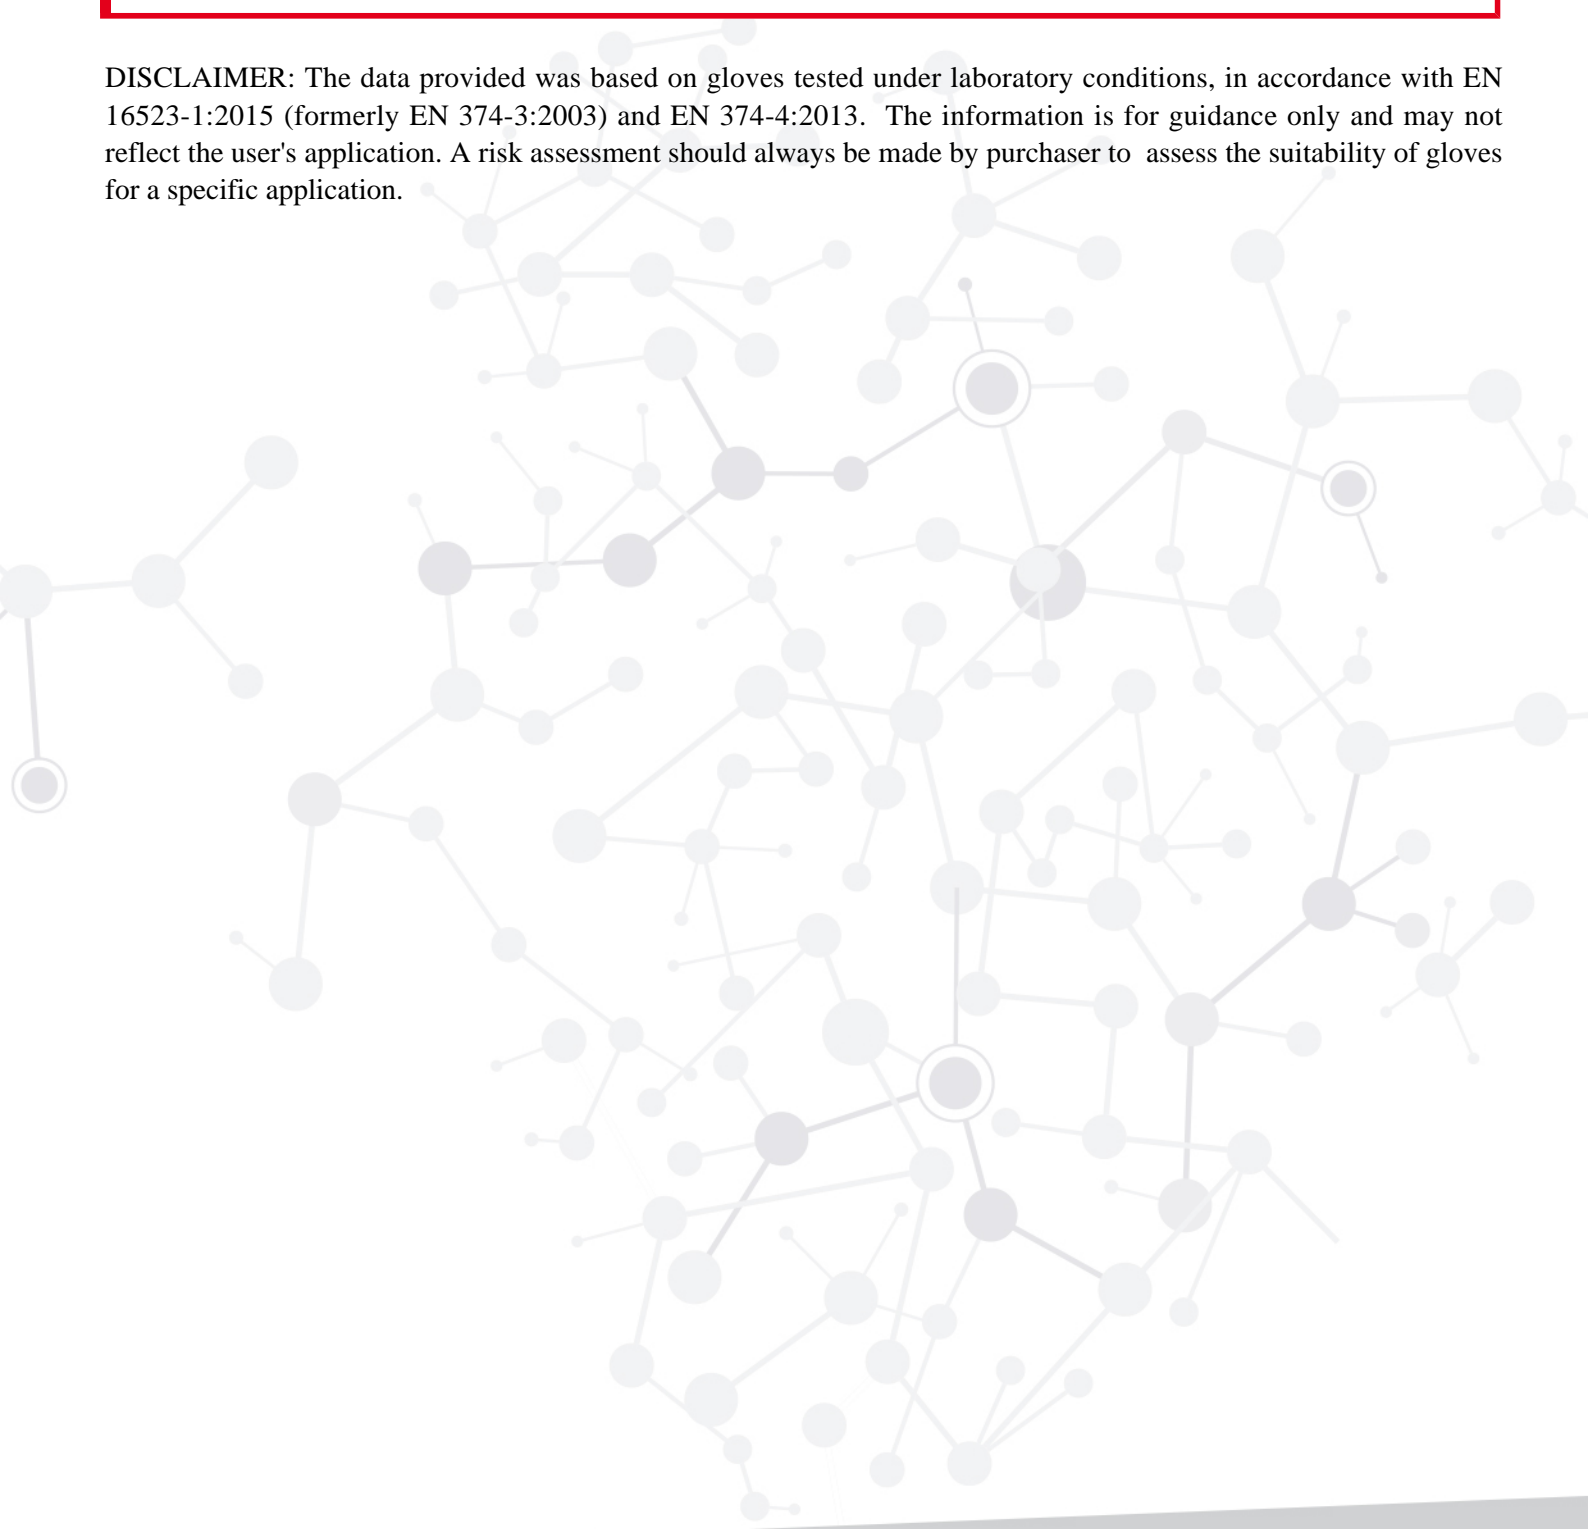 DISCLAIMER: The data provided was based on gloves tested under laboratory conditions, in accordance with EN
16523-1:2015 (formerly EN 374-3:2003) and EN 374-4:2013.  The information is for guidance only and may not
reflect the user's application. A risk assessment should always be made by purchaser to  assess the suitability of gloves
for a specific application.